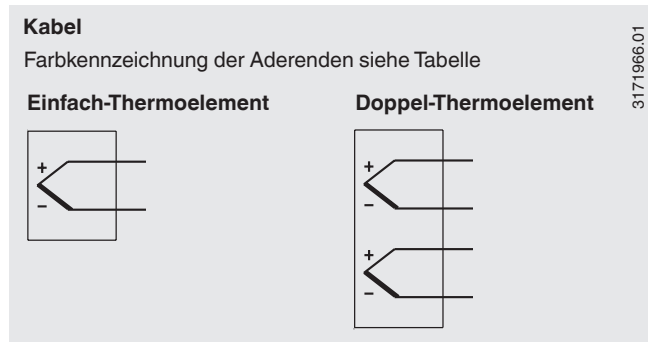 Kabel
Farbkennzeichnung der Aderenden siehe Tabelle
Einfach-Thermoelement
Doppel-Thermoelement
+
–
+
–
+
–
3171966.01